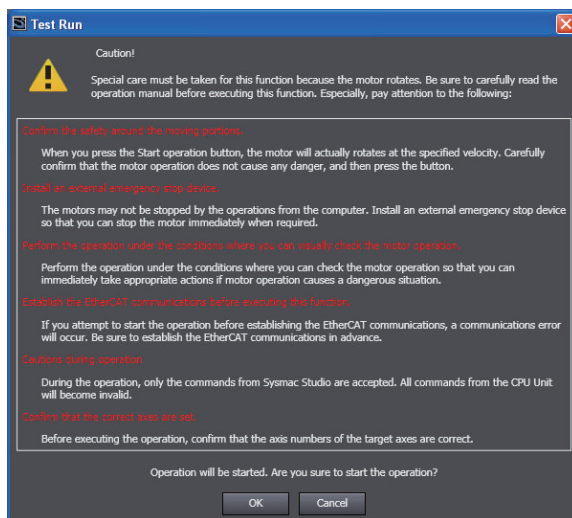 Test Run
Caution!
Special care must be taken for this function because the motor rotates. Be sure to carefully read the
operation manual before executing this function. Especially, pay attention to the following:
Confirm the safety around the moving portions.
When you press the Start operation button, the motor will actually rotates at the specified velocity. Carefully
confirm that the motor operation does not cause any danger, and then press the button.
Install an external emergency stop device.
The motors may not be stopped by the operations from the computer. Install an external emergency stop device
so that you can stop the motor immediately when required.
Perform the operation under the conditions where you can visually check the motor operation.
Perform the operation under the conditions where you can check the motor operation so that you can
immediately take appropriate actions if motor operation causes a dangerous situation.
Establish the EtherCAT communications before executing this function.
If you attempt to start the operation before establishing the EtherCAT communications, a communications error
will occur. Be sure to establish the EtherCAT communications in advance.
Cautions during operation
During the operation, only the commands from Sysmac Studio are accepted. All commands from the CPU Unit
will become invalid.
Confirm that the correct axes are set.
Before executing the operation, confirm that the axis numbers of the target axes are correct.
Operation will be started. Are you sure to start the operation?
OK Cancel